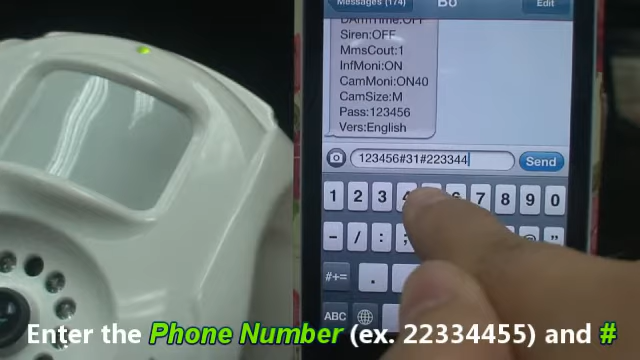 Messages (174)
Bo
Edit
DArmTime:OFF
Siren:OFF
MmsCout:1
InfMoni:ON
CamMoni:ON40
CamSize:M
Pass:123456
Vers:English
123456#31#223344
Send
1 2 3 4 6 7 8 9 0
- / : ; @ "
#+= .
ABC
Enter the Phone Number (ex. 22334455) and #